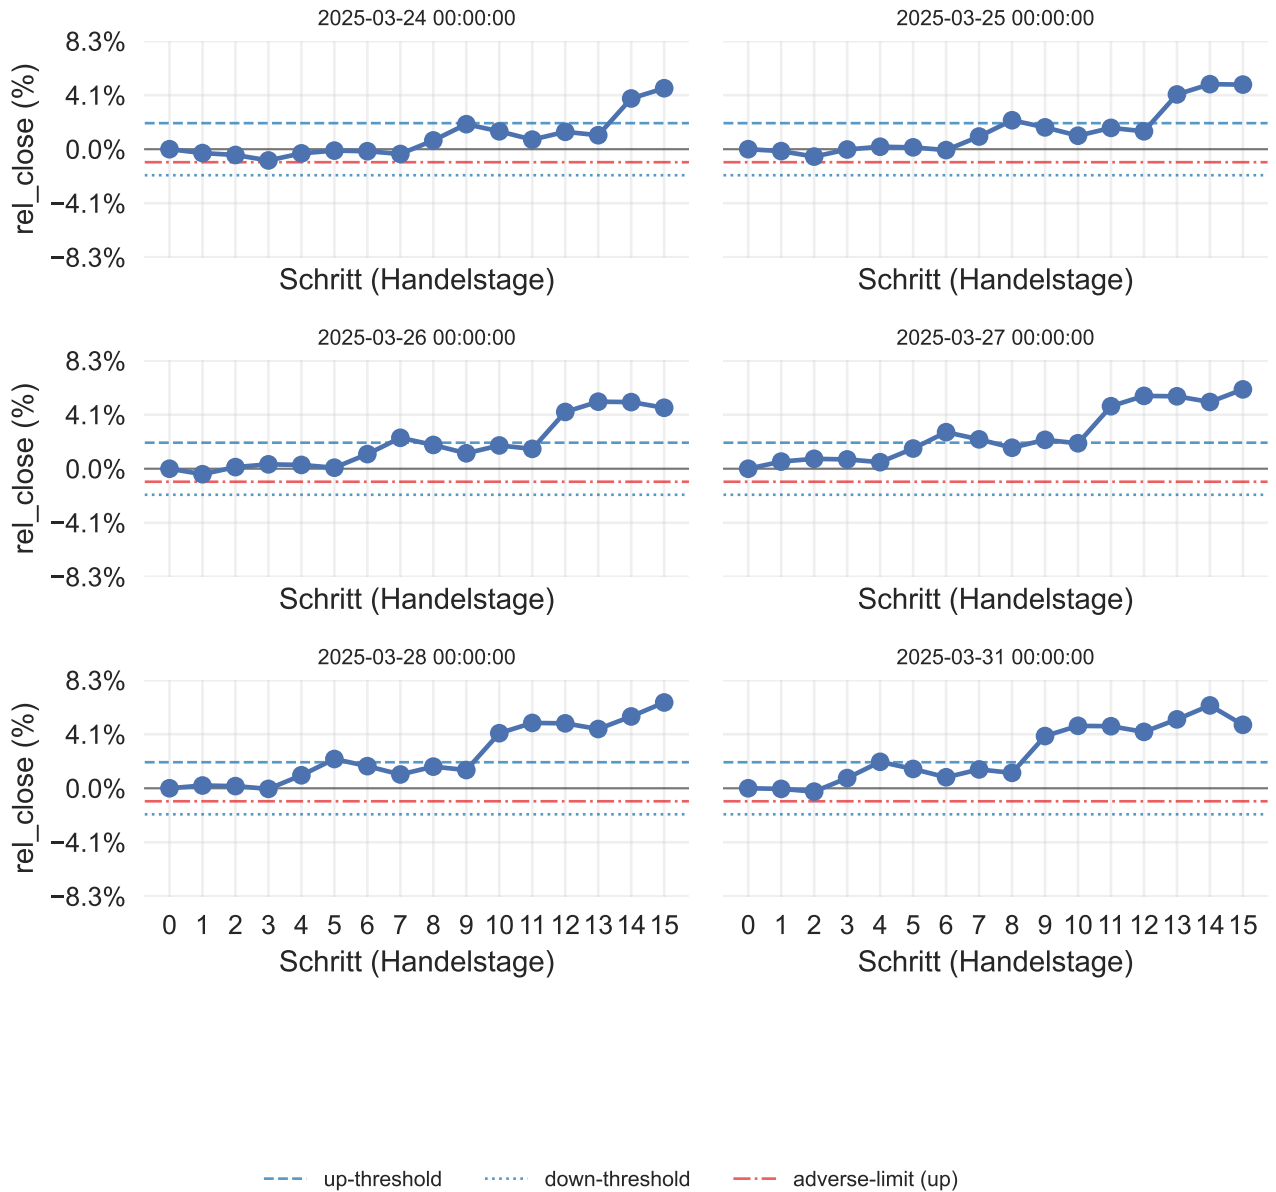 2025-03-24 00:00:00
2025-03-25 00:00:00
8.3%
4.1%
0.0%
−4.1%
−8.3%
rel_close (%)
Schritt (Handelstage)
Schritt (Handelstage)
2025-03-26 00:00:00
2025-03-27 00:00:00
8.3%
4.1%
0.0%
−4.1%
−8.3%
rel_close (%)
Schritt (Handelstage)
Schritt (Handelstage)
2025-03-28 00:00:00
2025-03-31 00:00:00
8.3%
4.1%
0.0%
−4.1%
−8.3%
rel_close (%)
0 1 2 3 4 5 6 7 8 9 10 11 12 13 14 15
0 1 2 3 4 5 6 7 8 9 10 11 12 13 14 15
Schritt (Handelstage)
Schritt (Handelstage)
up-threshold
down-threshold
adverse-limit (up)